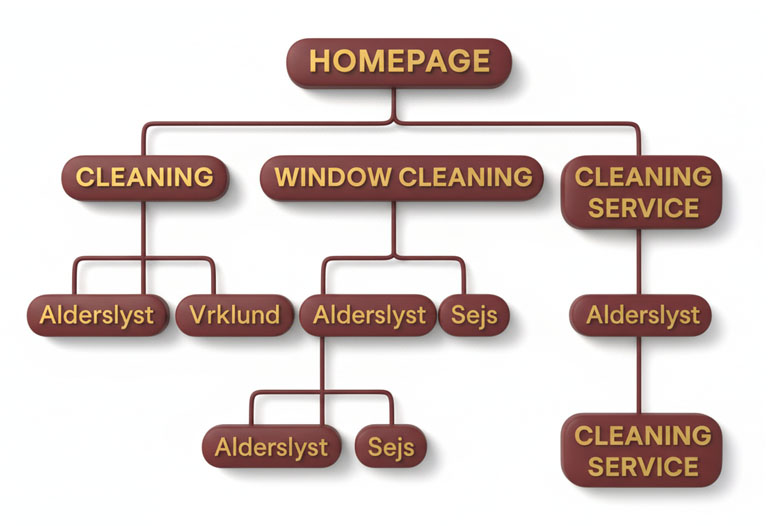 HOMEPAGE
CLEANING
WINDOW CLEANING
CLEANING
SERVICE
Alderslyst
Vrklund
Alderslyst
Sejs
Alderslyst
Alderslyst
Sejs
CLEANING
SERVICE